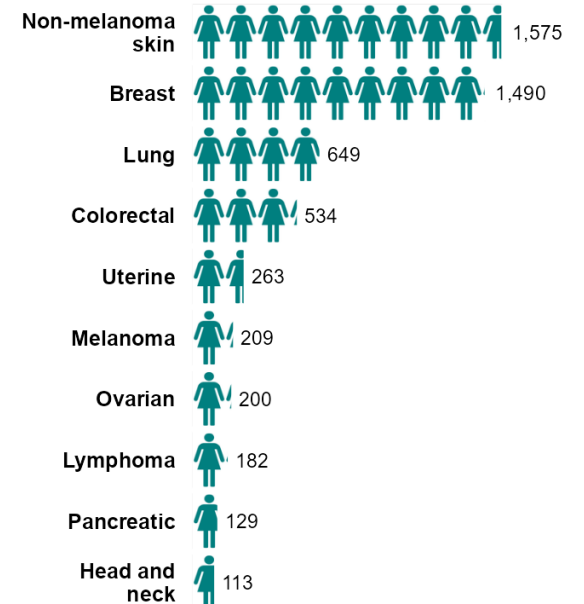 Non-melanoma
skin
1,575
Breast
1,490
Lung
649
Colorectal
534
Uterine
263
Melanoma
209
Ovarian
200
Lymphoma
182
Pancreatic
129
Head and
neck
113